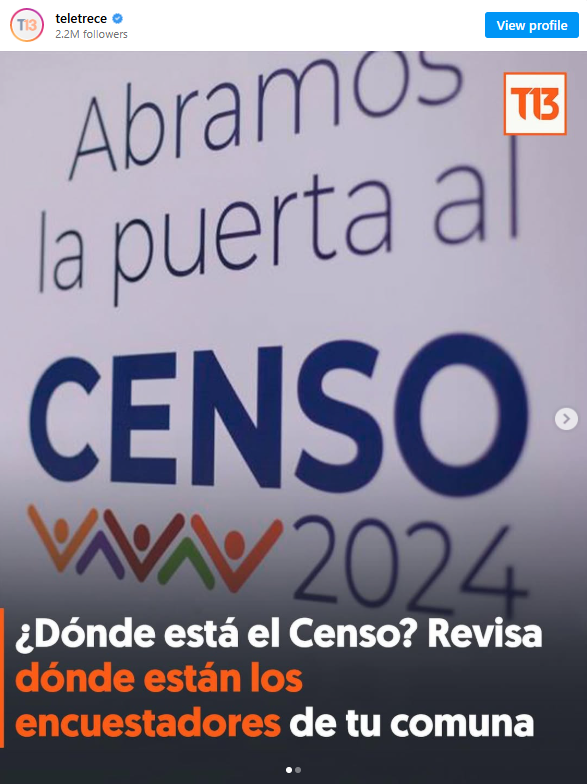 T13
teletrece
2.2M followers
View profile
T13
Abramos
la puerta al
CENSO
2024
¿Dónde está el Censo? Revisa
dónde están los
encuestadores de tu comuna